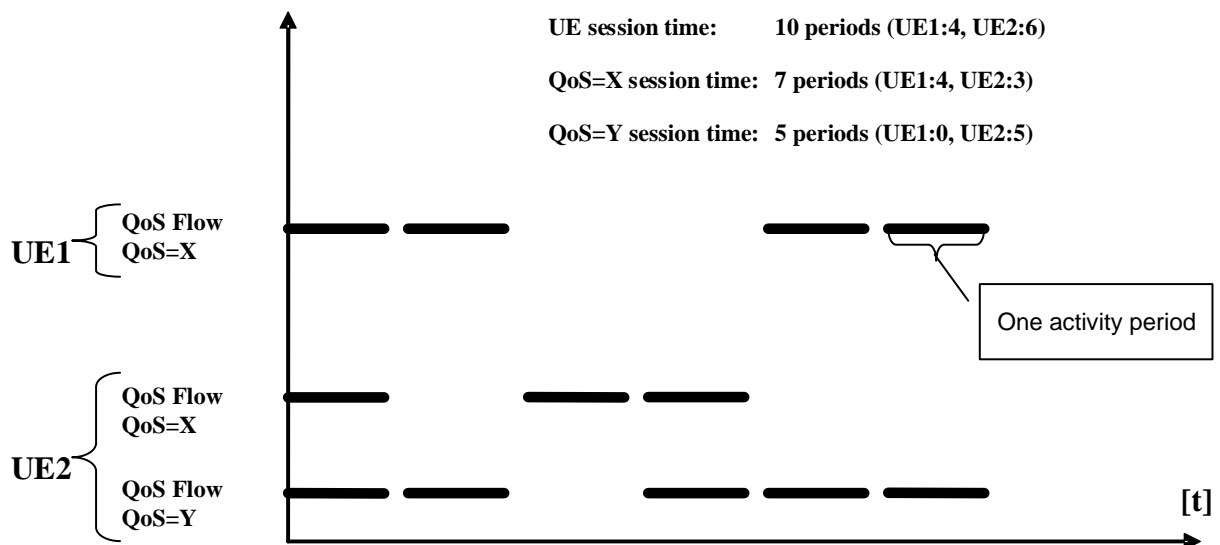 UE session time: 10 periods (UE1:4, UE2:6)
QoS=X session time: 7 periods (UE1:4, UE2:3)
QoS=Y session time: 5 periods (UE1:0, UE2:5)
UE1
QoS Flow
QoS=X
One activity period
UE2
QoS Flow
QoS=X
QoS Flow
QoS=Y
[t]